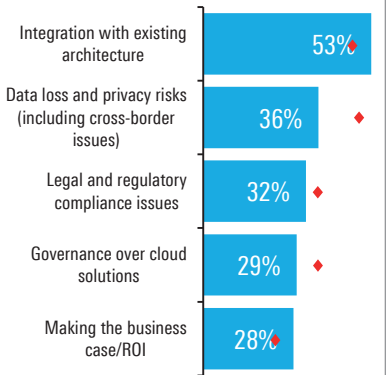 Integration with existing
architecture
53%
Data loss and privacy risks
(including cross-border
issues)
36%
Legal and regulatory
compliance issues
32%
Governance over cloud
solutions
29%
Making the business
case/ROI
28%